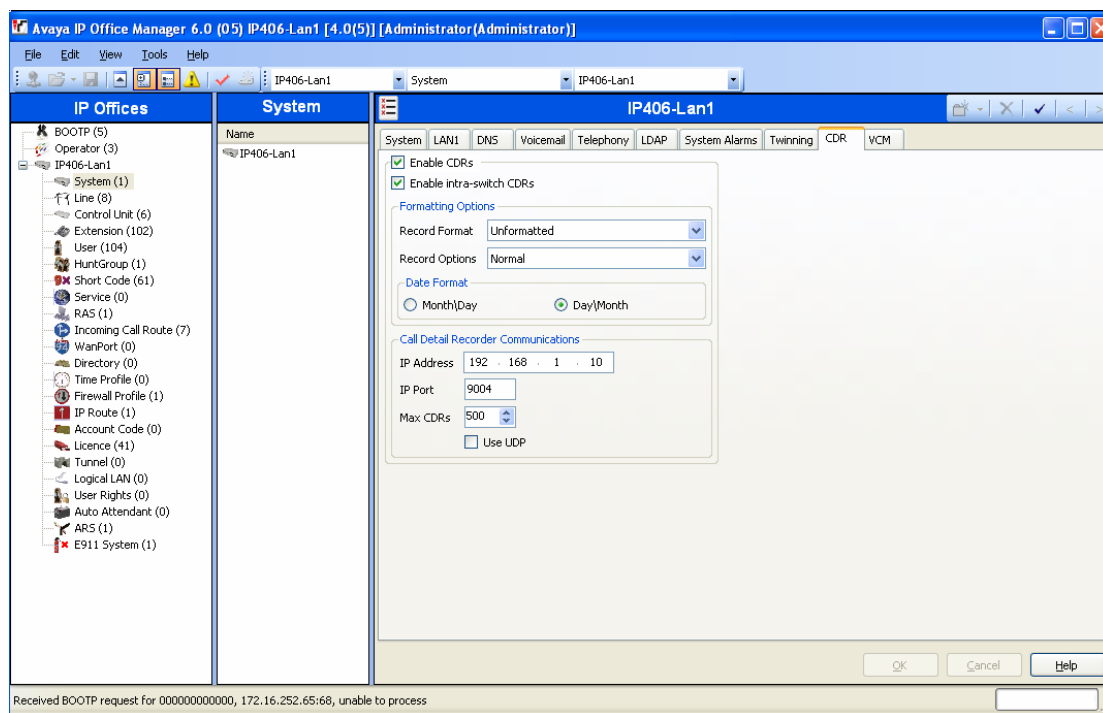 Avaya IP Office Manager 6.0 (05) IP406-Lan1 [4.0(5)] [Administrator(Administrator)]
File Edit View Tools Help
IP406-Lan1 System IP406-Lan1
IP Offices
BOOTP (5)
Operator (3)
IP406-Lan1
System (1)
Line (8)
Control Unit (6)
Extension (102)
User (104)
HuntGroup (1)
Short Code (61)
Service (0)
RAS (1)
Incoming Call Route (7)
WanPort (0)
Directory (0)
Time Profile (0)
Firewall Profile (1)
IP Route (1)
Account Code (0)
Licence (41)
Tunnel (0)
Logical LAN (0)
User Rights (0)
Auto Attendant (0)
ARS (1)
E911 System (1)
System
Name
IP406-Lan1
IP406-Lan1
System LAN1 DNS Voicemail Telephony LDAP System Alarms Twinning CDR VCM
Enable CDRs
Enable intra-switch CDRs
Formatting Options
Record Format Unformatted
Record Options Normal
Date Format
Month\Day Day\Month
Call Detail Recorder Communications
IP Address 192 . 168 . 1 . 10
IP Port 9004
Max CDRs 500
Use UDP
OK Cancel Help
Received BOOTP request for 000000000000, 172.16.252.65:68, unable to process